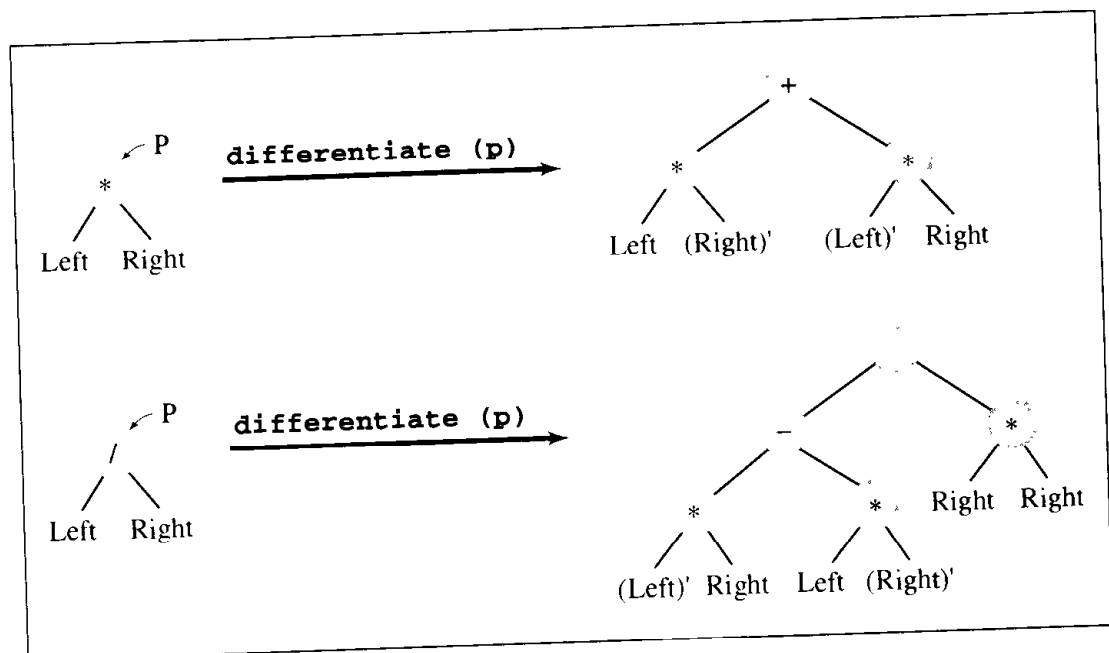 +
P
differentiate (p)
*
* *
Left Right
Left (Right)' (Left)' Right
P
differentiate (p)
/
− *
Left Right
Right Right
* *
(Left)' Right Left (Right)'